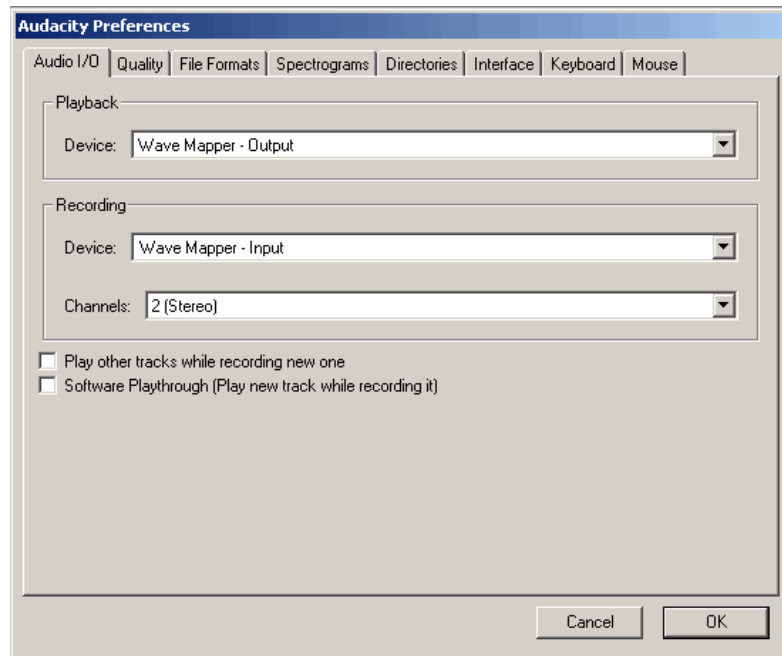 Audacity Preferences
Audio I/O Quality File Formats Spectrograms Directories Interface Keyboard Mouse
Playback
Device: Wave Mapper - Output
Recording
Device: Wave Mapper - Input
Channels: 2 (Stereo)
Play other tracks while recording new one
Software Playthrough (Play new track while recording it)
Cancel OK